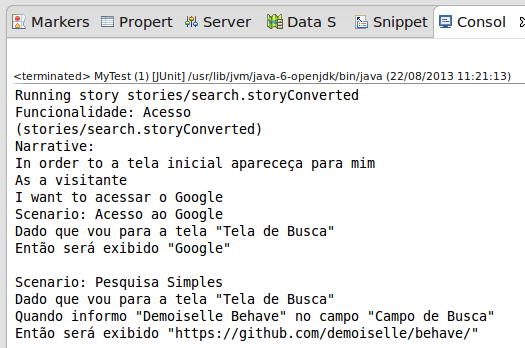 Markers Propert Server Data S Snippet Consol
<terminated> MyTest (1) [JUnit] /usr/lib/jvm/java-6-openjdk/bin/java (22/08/2013 11:21:13)
Running story stories/search.storyConverted
Funcionalidade: Acesso
(stories/search.storyConverted)
Narrative:
In order to a tela inicial apareceça para mim
As a visitante
I want to acessar o Google
Scenario: Acesso ao Google
Dado que vou para a tela "Tela de Busca"
Então será exibido "Google"
Scenario: Pesquisa Simples
Dado que vou para a tela "Tela de Busca"
Quando informo "Demoiselle Behave" no campo "Campo de Busca"
Então será exibido "https://github.com/demoiselle/behave/"